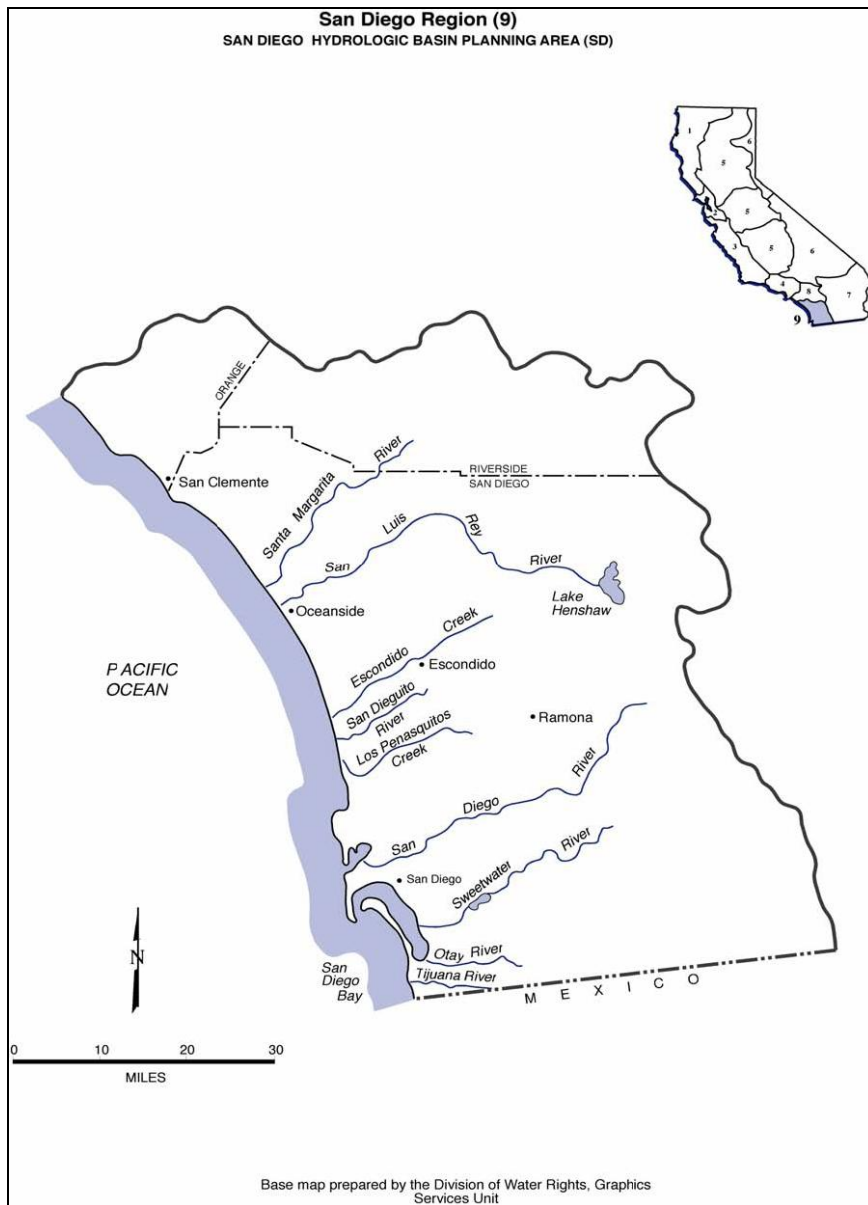 San Diego Region (9)
SAN DIEGO HYDROLOGIC BASIN PLANNING AREA (SD)
1
6
5
2
5
3
5
6
4
8
7
9
ORANGE
RIVERSIDE
SAN DIEGO
San Clemente
Santa Margarita River
San Luis Rey River
Lake
Henshaw
Oceanside
Escondido Creek
Escondido
PACIFIC
OCEAN
San Dieguito
River
Ramona
Los Penasquitos
Creek
San Diego River
San Diego
Sweetwater River
Otay River
Tijuana River
San
Diego
Bay
MEXICO
N
0 10 20 30
MILES
Base map prepared by the Division of Water Rights, Graphics
Services Unit